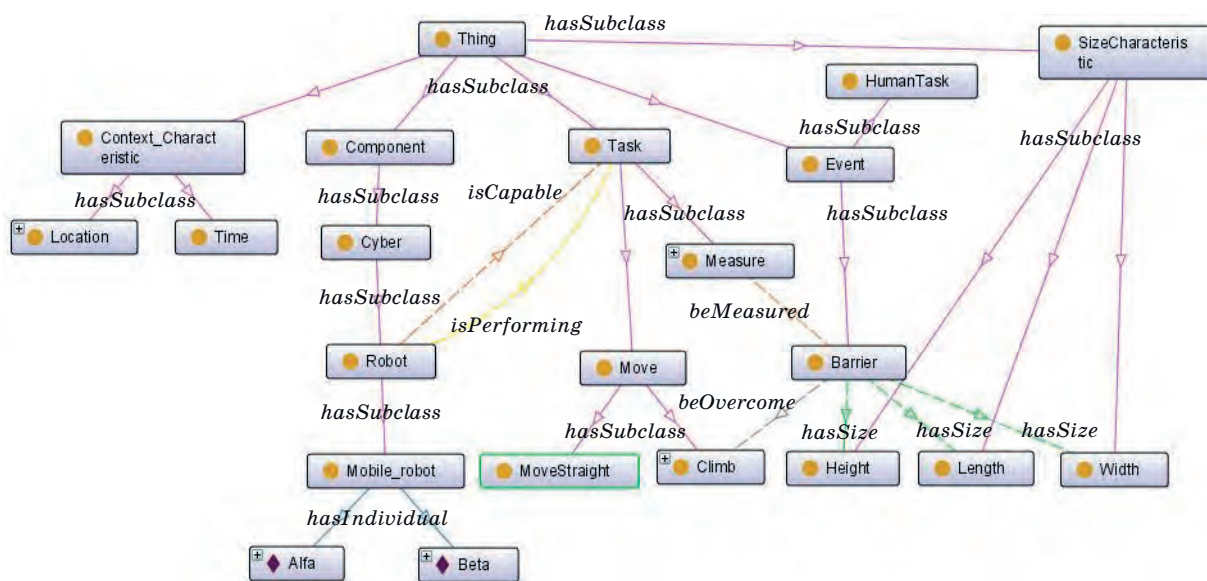 hasSubclass
Thing
SizeCharacteris
tic
hasSubclass
HumanTask
Context_Charact
eristic
Component
Task
hasSubclass
hasSubclass
Event
hasSubclass
isCapable
hasSubclass
hasSubclass
hasSubclass
Location
Time
Cyber
Measure
hasSubclass
beMeasured
isPerforming
Robot
Move
Barrier
hasSubclass
beOvercome
hasSubclass
hasSize
hasSize
hasSize
Mobile_robot
MoveStraight
Climb
Height
Length
Width
hasIndividual
Alfa
Beta